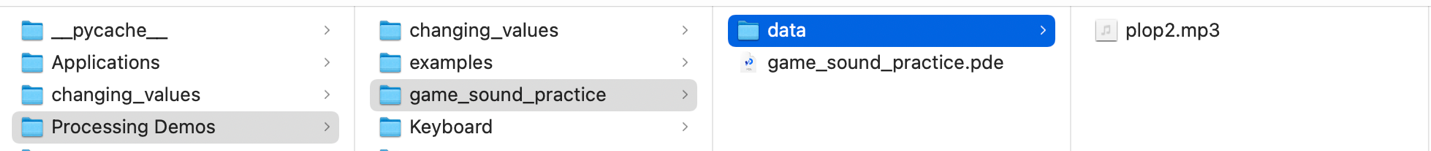 __pycache__
Applications
changing_values
Processing Demos
changing_values
examples
game_sound_practice
Keyboard
data
game_sound_practice.pde
plop2.mp3